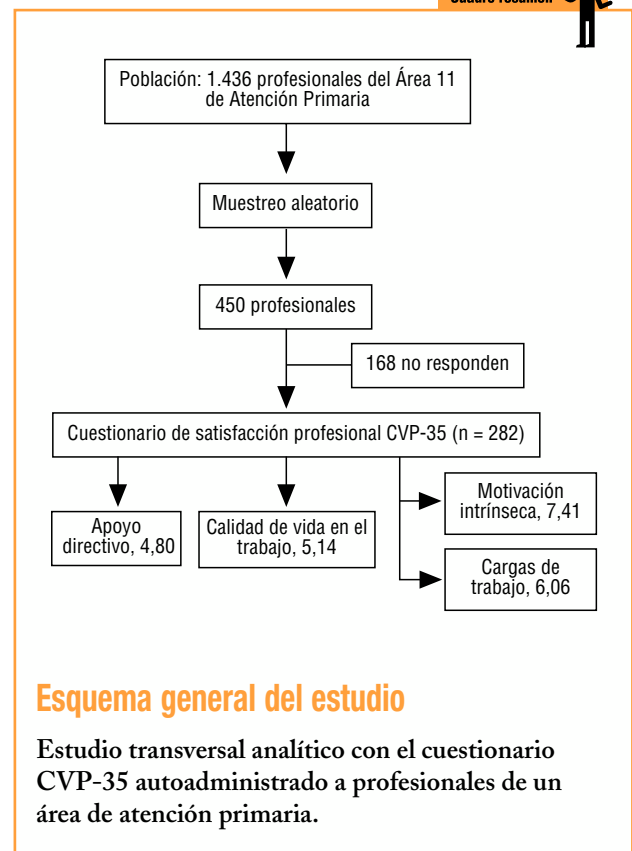 Cuadro resumen
Población: 1.436 profesionales del Área 11
de Atención Primaria
Muestreo aleatorio
450 profesionales
168 no responden
Cuestionario de satisfacción profesional CVP-35 (n = 282)
Apoyo
directivo, 4,80
Calidad de vida en el
trabajo, 5,14
Motivación
intrínseca, 7,41
Cargas de
trabajo, 6,06
Esquema general del estudio
Estudio transversal analítico con el cuestionario
CVP-35 autoadministrado a profesionales de un
área de atención primaria.